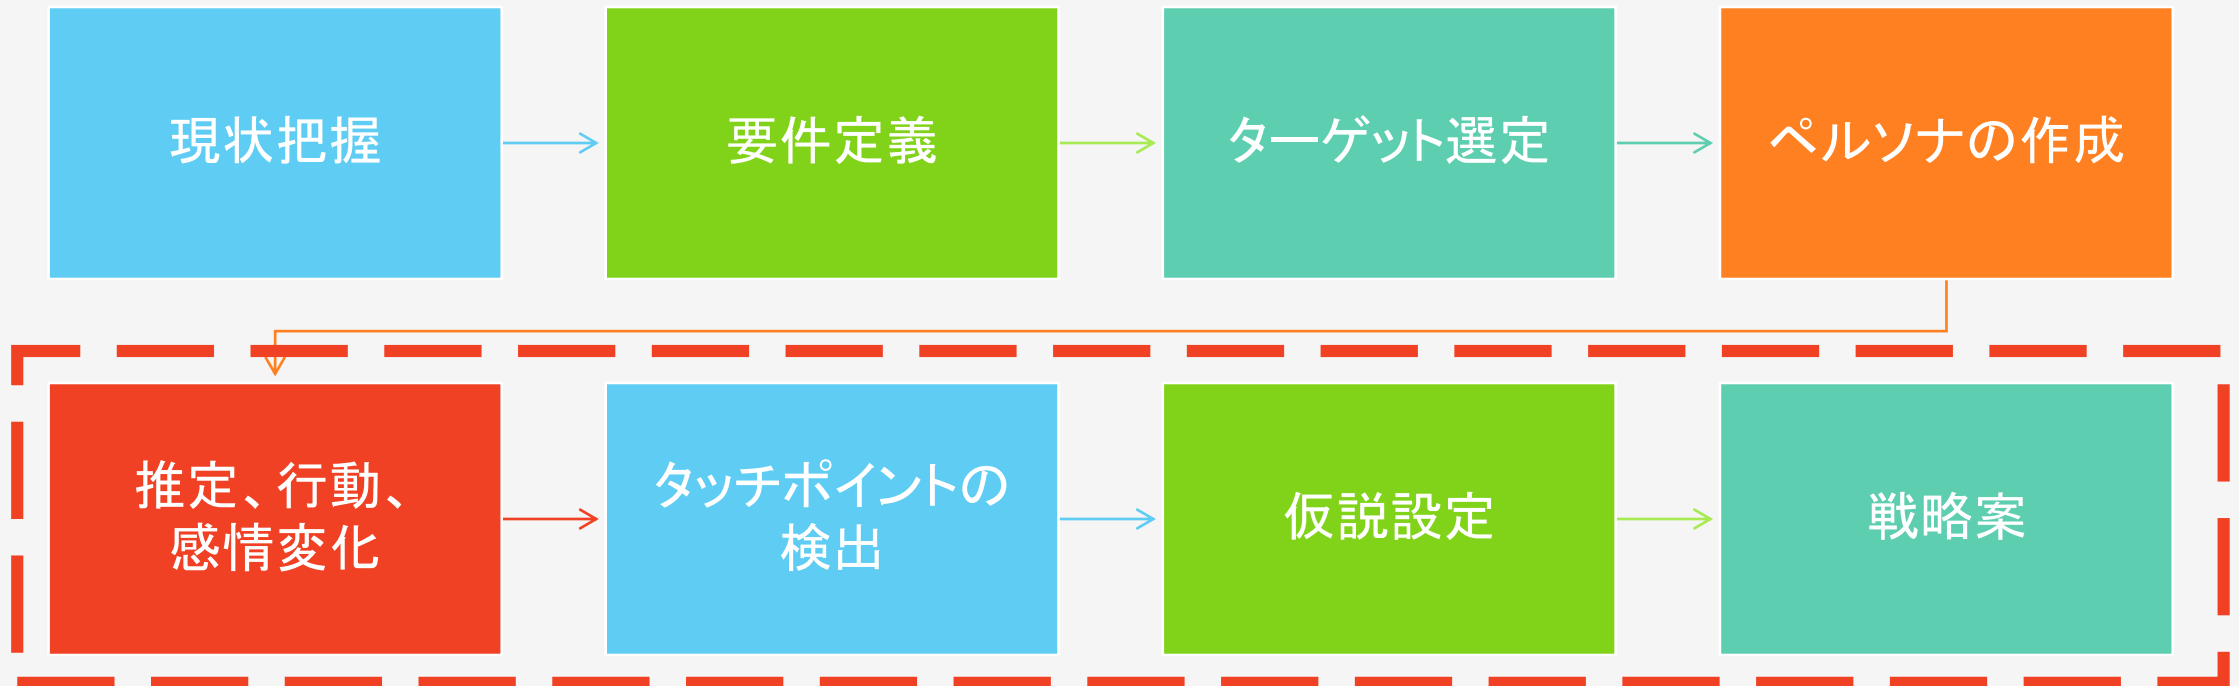 現状把握
要件定義
ターゲット選定
ペルソナの作成
推定、行動、
感情変化
タッチポイントの
検出
仮説設定
戦略案